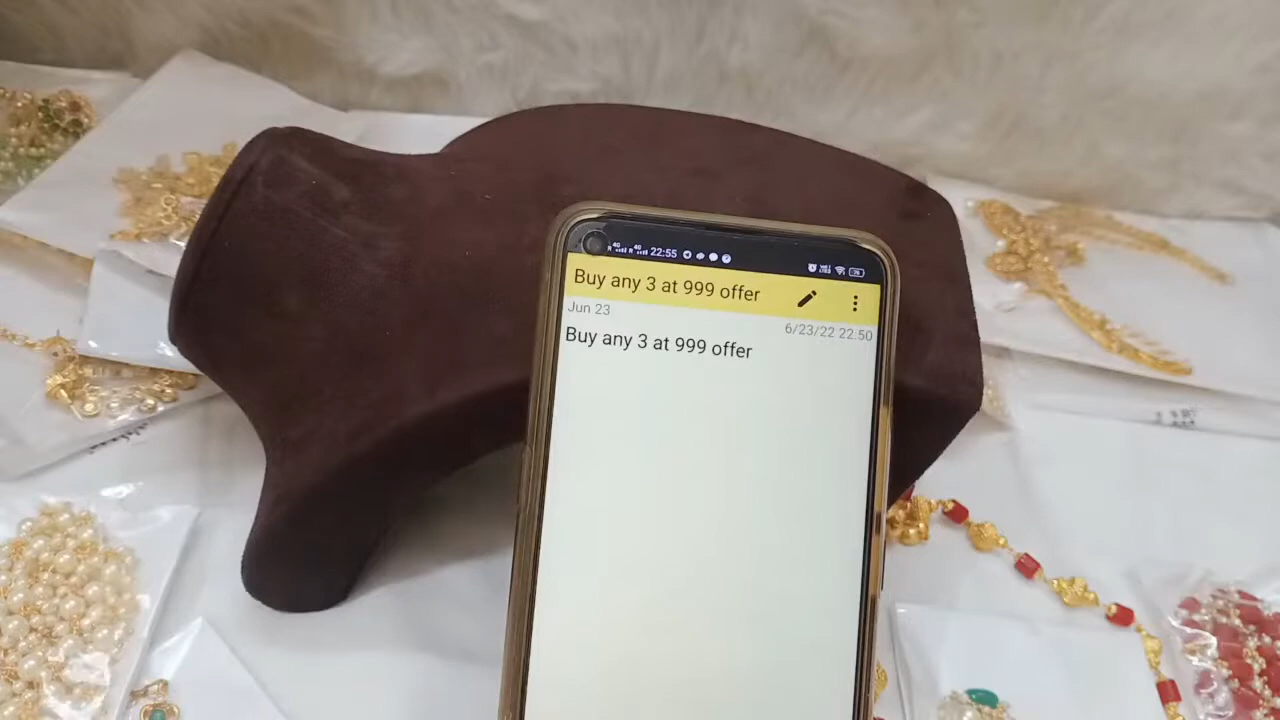 22:55
Buy any 3 at 999 offer
Jun 23
6/23/22 22:50
Buy any 3 at 999 offer